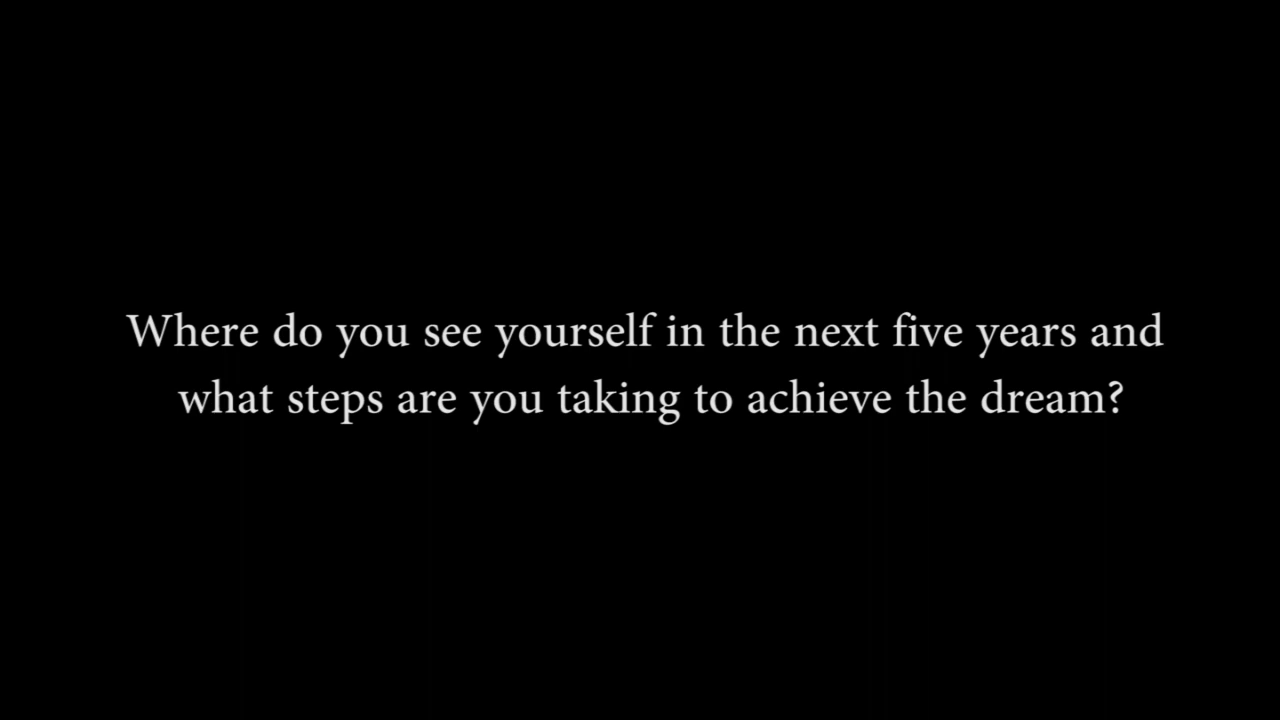 Where do you see yourself in the next five years and
what steps are you taking to achieve the dream?